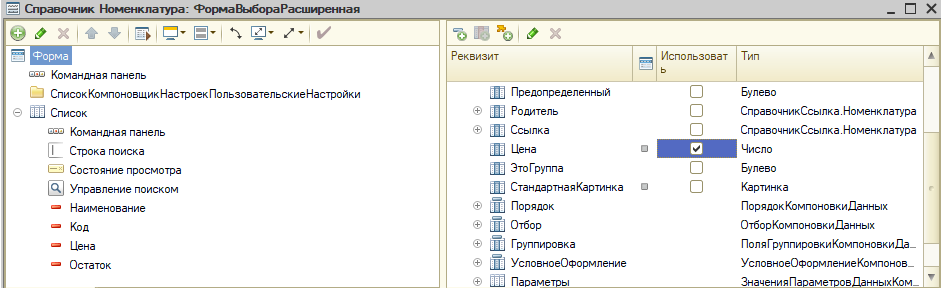 Справочник Номенклатура: ФормаВыбораРасширенная
Форма
Командная панель
СписокКомпоновщикНастроекПользовательскиеНастройки
Список
Командная панель
Строка поиска
Состояние просмотра
Управление поиском
Наименование
Код
Цена
Остаток
Реквизит Использоват
ь Тип
Предопределенный Булево
Родитель СправочникСсылка.Номенклатура
Ссылка СправочникСсылка.Номенклатура
Цена Число
ЭтоГруппа Булево
СтандартнаяКартинка Картинка
Порядок ПорядокКомпоновкиДанных
Отбор ОтборКомпоновкиДанных
Группировка ПоляГруппировкиКомпоновкиДа...
УсловноеОформление УсловноеОформлениеКомпонов...
Параметры ЗначенияПараметровДанныхКом...